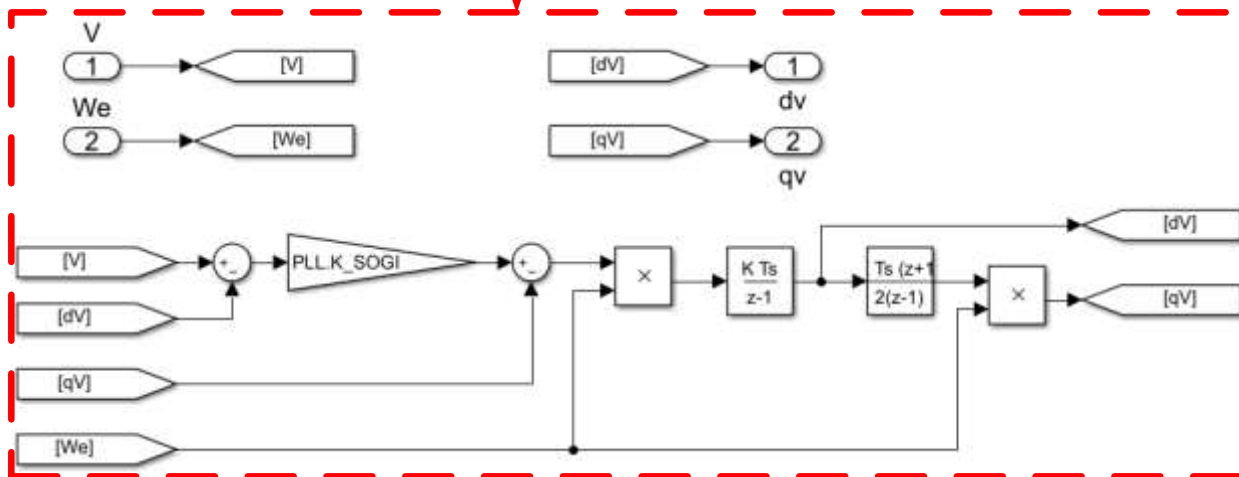 V
1
[V]
[dV]
1
dv
We
2
[We]
[qV]
2
qv
[V]
+
-
PLL.K_SOGI
+
-
×
K Ts
z-1
Ts (z+1
2(z-1)
×
[dV]
[qV]
[dV]
[qV]
[We]